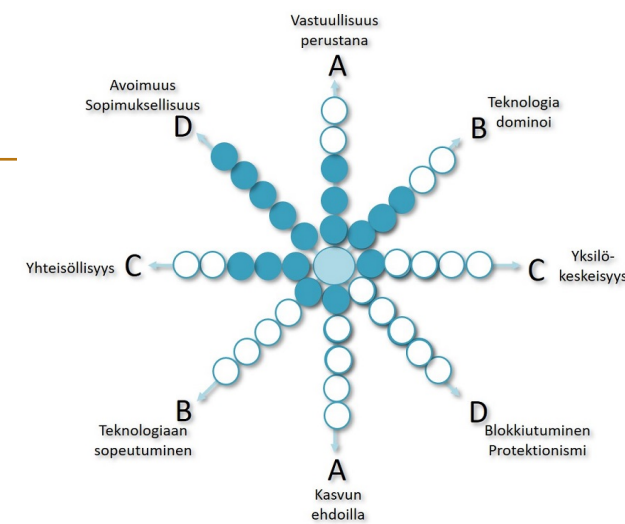 Vastuullisuus
perustana
A
Avoimuus
Sopimuksellisuus
D
Teknologia
dominoi
B
Yhteisöllisyys C
C Yksilö-
keskeisyys
B
Teknologiaan
sopeutuminen
D
Blokkiutuminen
Protektionismi
A
Kasvun
ehdoilla